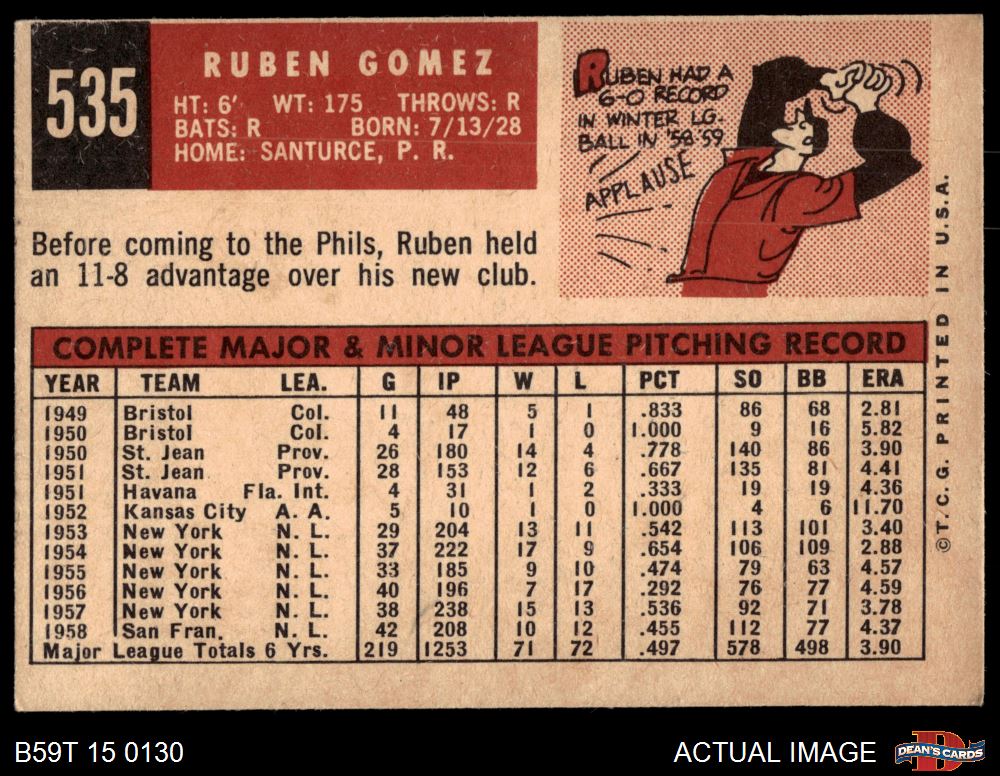 535
RUBEN GOMEZ
HT: 6' WT: 175 THROWS: R
BATS: R BORN: 7/13/28
HOME: SANTURCE, P. R.
RUBEN HAD A
6-0 RECORD
IN WINTER LG.
BALL IN '58-59
APPLAUSE
Before coming to the Phils, Ruben held
an 11-8 advantage over his new club.
COMPLETE MAJOR & MINOR LEAGUE PITCHING RECORD
YEAR TEAM LEA. G IP W L PCT SO BB ERA
1949 Bristol Col. 11 48 5 1 .833 86 68 2.81
1950 Bristol Col. 4 17 1 0 1.000 9 16 5.82
1950 St. Jean Prov. 26 180 14 4 .778 140 86 3.90
1951 St. Jean Prov. 28 153 12 6 .667 135 81 4.41
1951 Havana Fla. Int. 4 31 1 2 .333 19 19 4.36
1952 Kansas City A. A. 5 10 1 0 1.000 4 6 11.70
1953 New York N. L. 29 204 13 11 .542 113 101 3.40
1954 New York N. L. 37 222 17 9 .654 106 109 2.88
1955 New York N. L. 33 185 9 10 .474 79 63 4.57
1956 New York N. L. 40 196 7 17 .292 76 77 4.59
1957 New York N. L. 38 238 15 13 .536 92 71 3.78
1958 San Fran. N. L. 42 208 10 12 .455 112 77 4.37
Major League Totals 6 Yrs. 219 1253 71 72 .497 578 498 3.90
©T. C. G. PRINTED IN U.S.A.
B59T 15 0130
ACTUAL IMAGE
DEAN'S CARDS